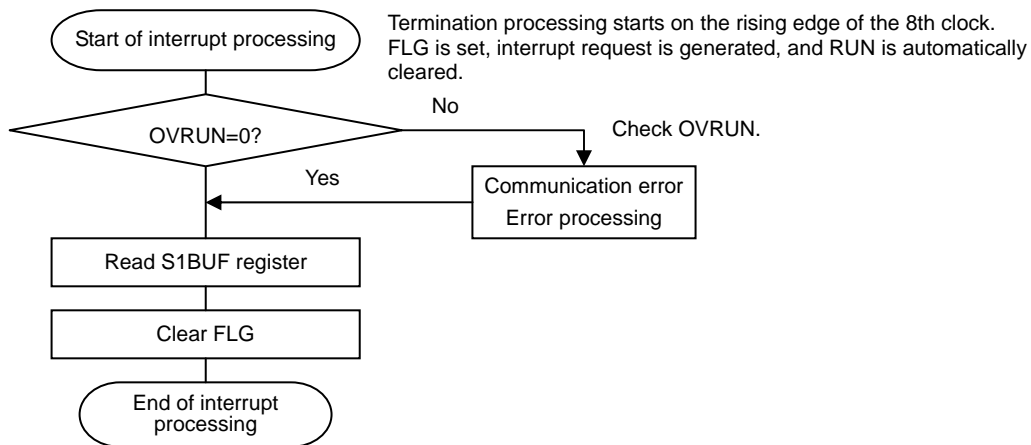 Start of interrupt processing
Termination processing starts on the rising edge of the 8th clock.
FLG is set, interrupt request is generated, and RUN is automatically
cleared.
No
OVRUN=0?
Check OVRUN.
Yes
Communication error
Error processing
Read S1BUF register
Clear FLG
End of interrupt
processing